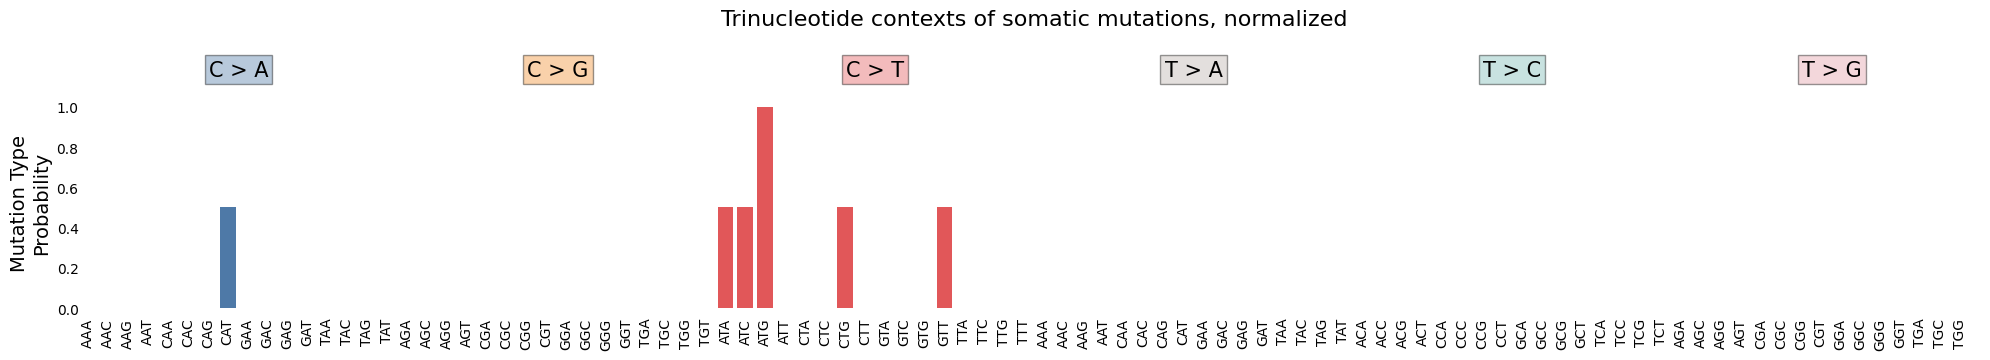 Trinucleotide contexts of somatic mutations, normalized
C > A
C > G
C > T
T > A
T > C
T > G
Mutation Type
Probability
1.0
0.8
0.6
0.4
0.2
0.0
AAA AAC AAG AAT CAA CAC CAG CAT GAA GAC GAG GAT TAA TAC TAG TAT AGA AGC AGG AGT CGA CGC CGG CGT GGA GGC GGG GGT TGA TGC TGG TGT ATA ATC ATG ATT CTA CTC CTG CTT GTA GTC GTG GTT TTA TTC TTG TTT AAA AAC AAG AAT CAA CAC CAG CAT GAA GAC GAG GAT TAA TAC TAG TAT ACA ACC ACG ACT CCA CCC CCG CCT GCA GCC GCG GCT TCA TCC TCG TCT AGA AGC AGG AGT CGA CGC CGG CGT GGA GGC GGG GGT TGA TGC TGG